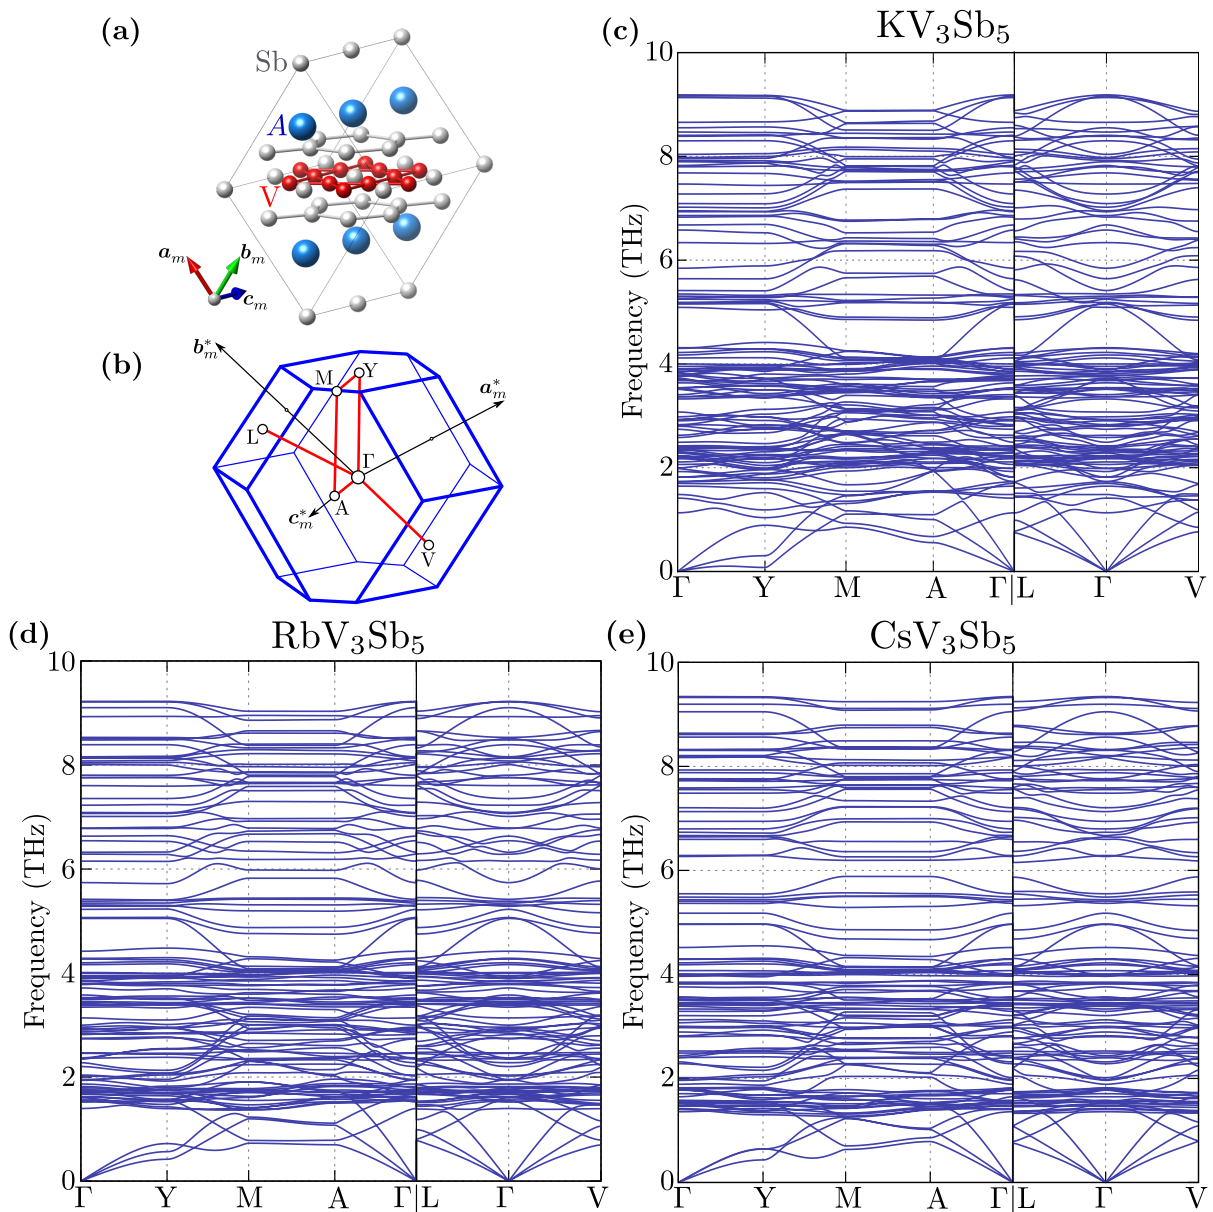 (a)
Sb
A
V
a_m
b_m
c_m
(b)
b*_m
a*_m
c*_m
M
Y
L
Γ
A
V
(c)
KV₃Sb₅
Frequency (THz)
10
8
6
4
2
0
Γ Y M A Γ|L Γ V
(d)
RbV₃Sb₅
Frequency (THz)
10
8
6
4
2
0
Γ Y M A Γ|L Γ V
(e)
CsV₃Sb₅
Frequency (THz)
10
8
6
4
2
0
Γ Y M A Γ|L Γ V